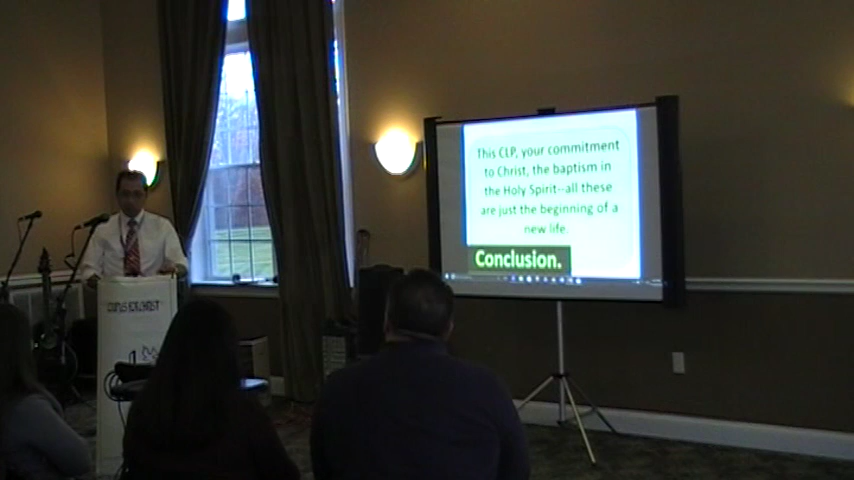 This CLP, your commitment
to Christ, the baptism in
the Holy Spirit--all these
are just the beginning of a
new life.
Conclusion.